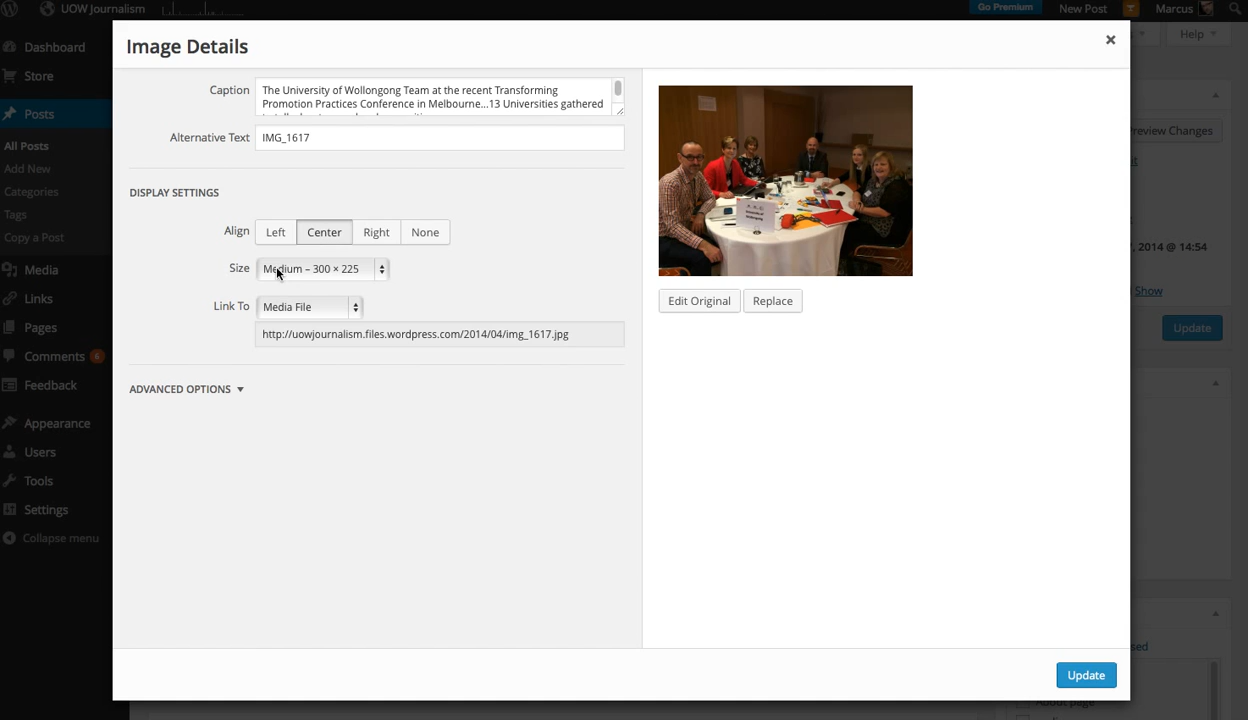 UOW Journalism
Go Premium
New Post
Marcus
Dashboard
Store
Posts
All Posts
Add New
Categories
Tags
Copy a Post
Media
Links
Pages
Comments 6
Feedback
Appearance
Users
Tools
Settings
Collapse menu
Image Details
×
Caption
The University of Wollongong Team at the recent Transforming
Promotion Practices Conference in Melbourne...13 Universities gathered
Alternative Text
IMG_1617
DISPLAY SETTINGS
Align
Left
Center
Right
None
Size
Medium – 300 × 225
Link To
Media File
http://uowjournalism.files.wordpress.com/2014/04/img_1617.jpg
ADVANCED OPTIONS
Edit Original
Replace
Update
Help
Preview Changes
, 2014 @ 14:54
Show
Update
About page